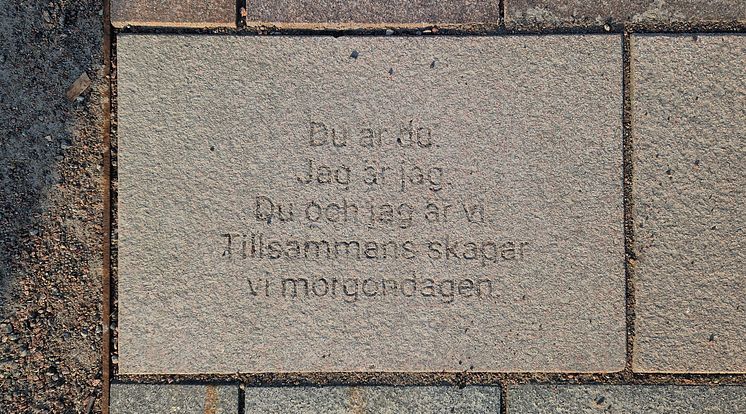 Du är du.
Jag är jag.
Du och jag är vi.
Tillsammans skapar
vi morgondagen.